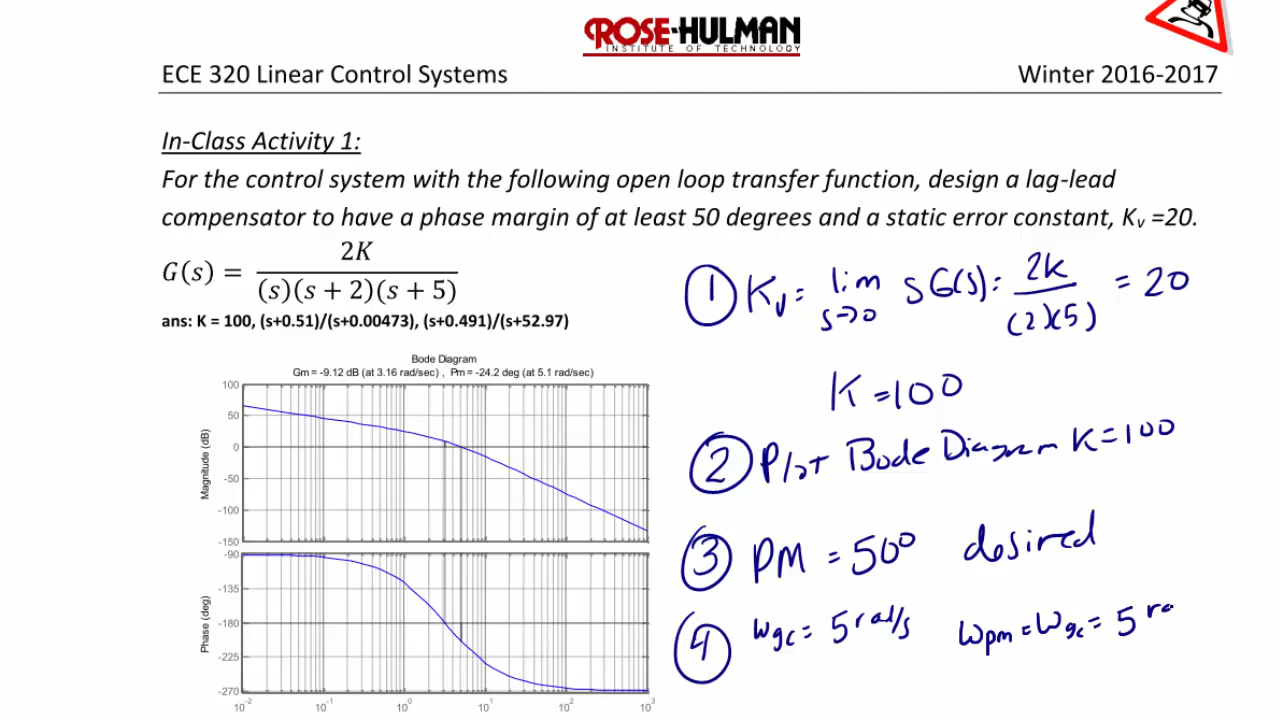 ROSE-HULMAN
INSTITUTE OF TECHNOLOGY
ECE 320 Linear Control Systems Winter 2016-2017
In-Class Activity 1:
For the control system with the following open loop transfer function, design a lag-lead
compensator to have a phase margin of at least 50 degrees and a static error constant, Kv =20.
G(s) = 2K / (s)(s + 2)(s + 5)
ans: K = 100, (s+0.51)/(s+0.00473), (s+0.491)/(s+52.97)
① Kv = lim s→0 sG(s) = 2K / (2)(5) = 20
K = 100
② Plot Bode Diagram K = 100
③ PM = 50° desired
④ wgc = 5 rad/s wpm = wgc = 5 ra
Bode Diagram
Gm = -9.12 dB (at 3.16 rad/sec) , Pm = -24.2 deg (at 5.1 rad/sec)
Magnitude (dB)
100
50
0
-50
-100
-150
Phase (deg)
-90
-135
-180
-225
-270
10⁻² 10⁻¹ 10⁰ 10¹ 10² 10³